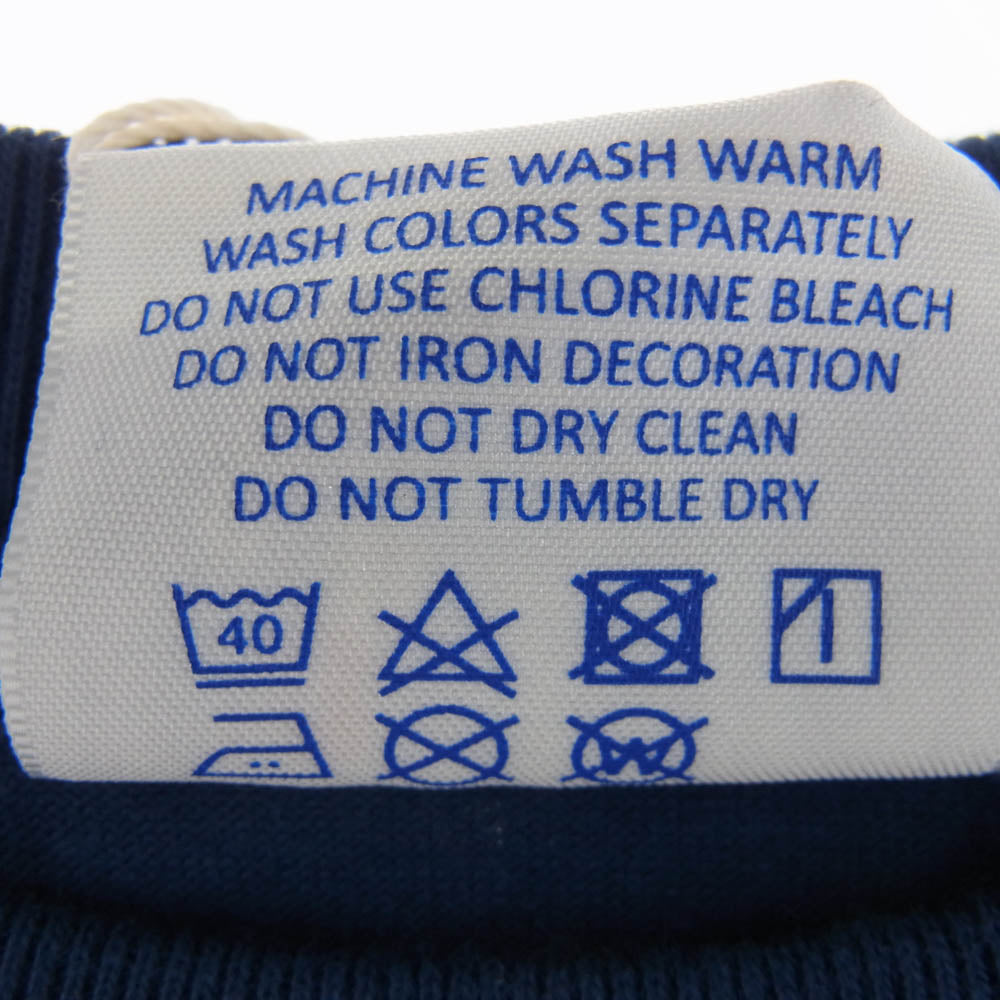 MACHINE WASH WARM
WASH COLORS SEPARATELY
DO NOT USE CHLORINE BLEACH
DO NOT IRON DECORATION
DO NOT DRY CLEAN
DO NOT TUMBLE DRY
40
W